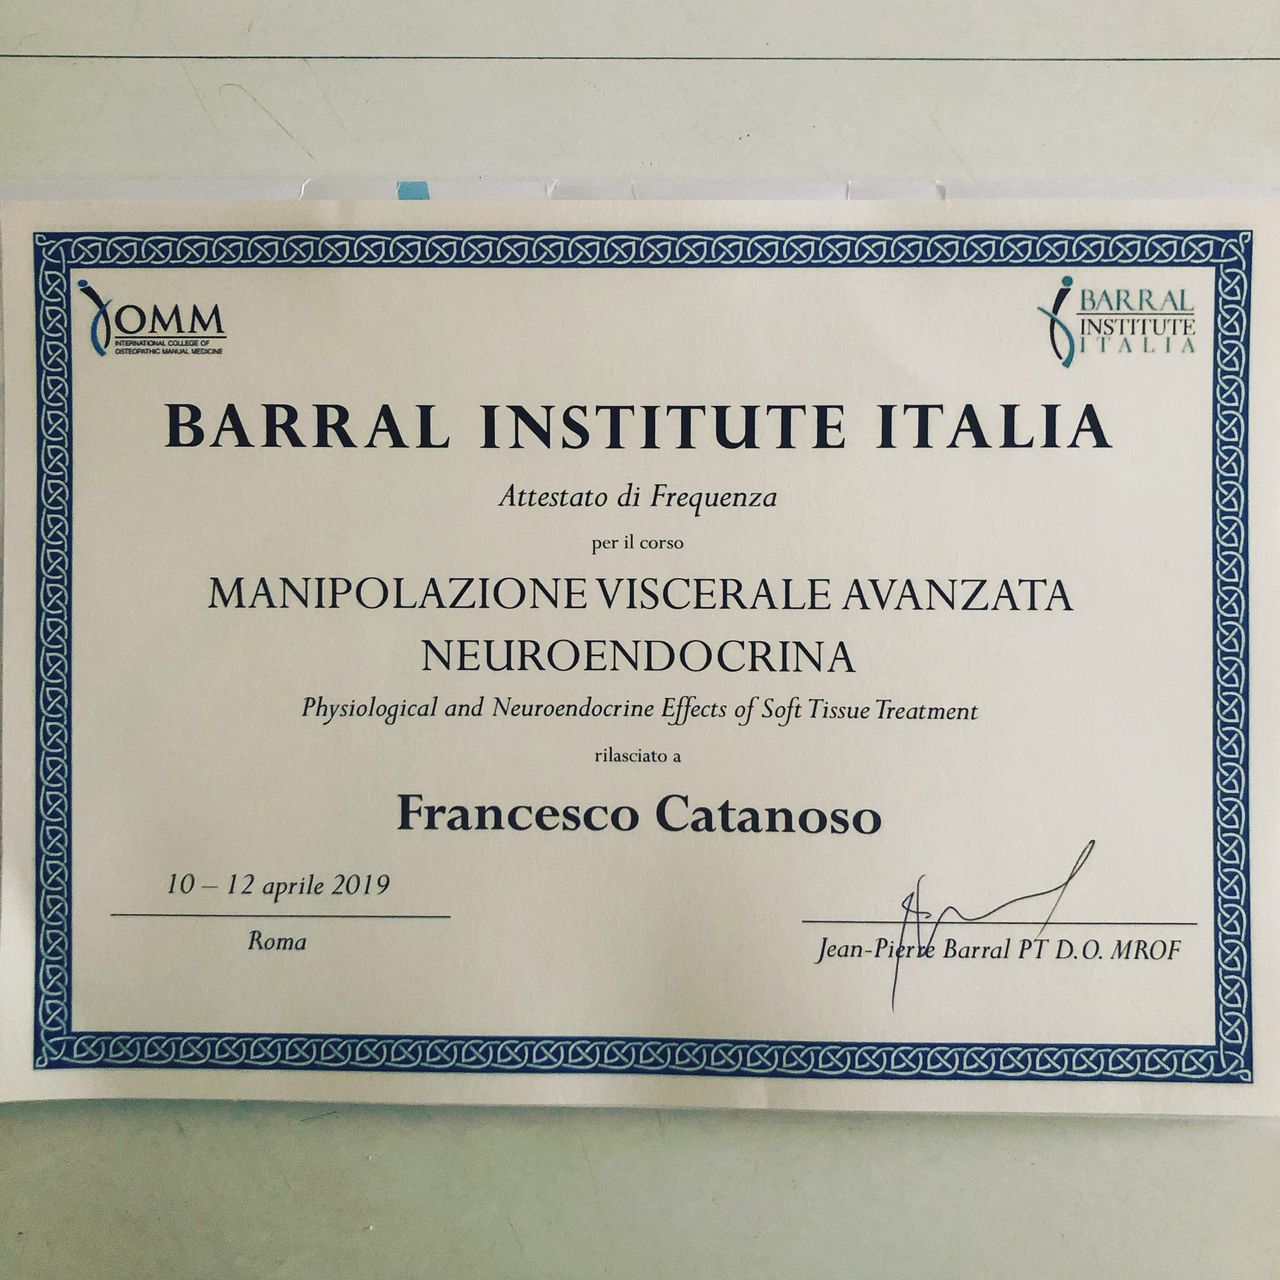 OMM
INTERNATIONAL COLLEGE OF
OSTEOPATHIC MANUAL MEDICINE
BARRAL
INSTITUTE
ITALIA
BARRAL INSTITUTE ITALIA
Attestato di Frequenza
per il corso
MANIPOLAZIONE VISCERALE AVANZATA
NEUROENDOCRINA
Physiological and Neuroendocrine Effects of Soft Tissue Treatment
rilasciato a
Francesco Catanoso
10 – 12 aprile 2019
Roma
Jean-Pierre Barral PT D.O. MROF